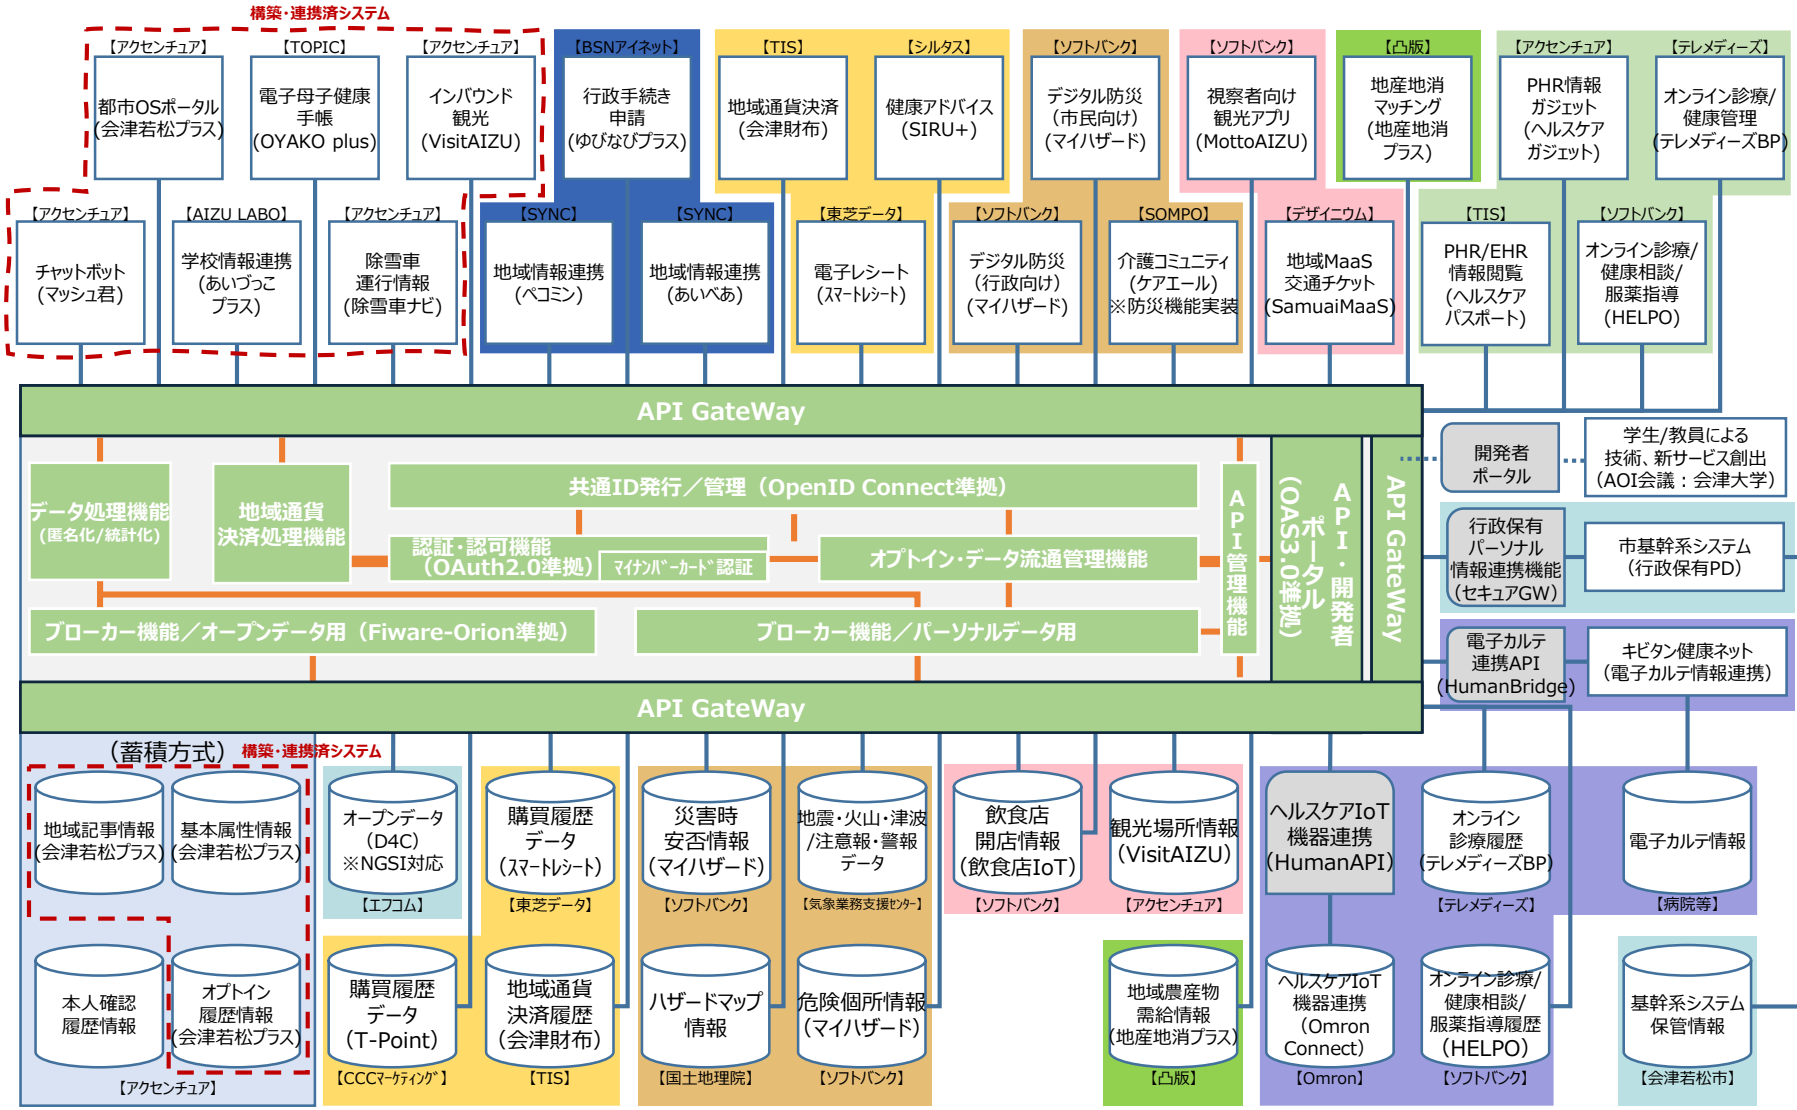 構築・連携済システム
【アクセンチュア】
都市OSポータル
(会津若松プラス)
【TOPIC】
電子母子健康
手帳
(OYAKO plus)
【アクセンチュア】
インバウンド
観光
(VisitAIZU)
【BSNアイネット】
行政手続き
申請
(ゆびなびプラス)
【TIS】
地域通貨決済
(会津財布)
【シルタス】
健康アドバイス
(SIRU+)
【ソフトバンク】
デジタル防災
(市民向け)
(マイハザード)
【ソフトバンク】
視察者向け
観光アプリ
(MottoAIZU)
【凸版】
地産地消
マッチング
(地産地消
プラス)
【アクセンチュア】
PHR情報
ガジェット
(ヘルスケア
ガジェット)
【テレメディーズ】
オンライン診療/
健康管理
(テレメディーズBP)
【アクセンチュア】
チャットボット
(マッシュ君)
【AIZU LABO】
学校情報連携
(あいづっこ
プラス)
【アクセンチュア】
除雪車
運行情報
(除雪車ナビ)
【SYNC】
地域情報連携
(ペコミン)
【SYNC】
地域情報連携
(あいべあ)
【東芝データ】
電子レシート
(スマートレシート)
【ソフトバンク】
デジタル防災
(行政向け)
(マイハザード)
【SOMPO】
介護コミュニティ
(ケアエール)
※防災機能実装
【デザイニウム】
地域MaaS
交通チケット
(SamuaiMaaS)
【TIS】
PHR/EHR
情報閲覧
(ヘルスケア
パスポート)
【ソフトバンク】
オンライン診療/
健康相談/
服薬指導
(HELPO)
API GateWay
データ処理機能
(匿名化/統計化)
地域通貨
決済処理機能
共通ID発行／管理（OpenID Connect準拠）
認証・認可機能
(OAuth2.0準拠)
マイナンバーカード認証
オプトイン・データ流通管理機能
ブローカー機能／オープンデータ用（Fiware-Orion準拠）
ブローカー機能／パーソナルデータ用
API管理機能
API・開発者
ポータル
(OAS3.0準拠)
API GateWay
開発者
ポータル
学生/教員による
技術、新サービス創出
(AOI会議：会津大学)
行政保有
パーソナル
情報連携機能
(セキュアGW)
市基幹系システム
(行政保有PD)
電子カルテ
連携API
(HumanBridge)
キビタン健康ネット
(電子カルテ情報連携)
API GateWay
(蓄積方式)
構築・連携済システム
地域記事情報
(会津若松プラス)
基本属性情報
(会津若松プラス)
本人確認
履歴情報
オプトイン
履歴情報
(会津若松プラス)
【アクセンチュア】
オープンデータ
(D4C)
※NGSI対応
【エフコム】
購買履歴
データ
(スマートレシート)
【東芝データ】
災害時
安否情報
(マイハザード)
【ソフトバンク】
地震・火山・津波
/注意報・警報
データ
【気象業務支援センター】
飲食店
開店情報
(飲食店IoT)
【ソフトバンク】
観光場所情報
(VisitAIZU)
【アクセンチュア】
ヘルスケアIoT
機器連携
(HumanAPI)
オンライン
診療履歴
(テレメディーズBP)
【テレメディーズ】
電子カルテ情報
【病院等】
購買履歴
データ
(T-Point)
【CCCマーケティング】
地域通貨
決済履歴
(会津財布)
【TIS】
ハザードマップ
情報
【国土地理院】
危険個所情報
(マイハザード)
【ソフトバンク】
地域農産物
需給情報
(地産地消プラス)
【凸版】
ヘルスケアIoT
機器連携
(Omron
Connect)
【Omron】
オンライン診療/
健康相談/
服薬指導履歴
(HELPO)
【ソフトバンク】
基幹系システム
保管情報
【会津若松市】